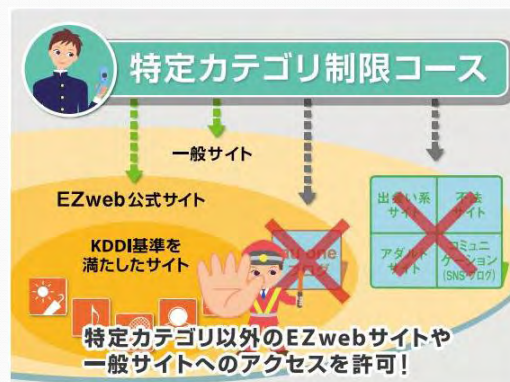 特定カテゴリ制限コース
一般サイト
EZweb公式サイト
KDDI基準を
満たしたサイト
au one
ブログ
出会い系
サイト
不法
サイト
アダルト
サイト
コミュニ
ケーション
(SNS・ブログ)
特定カテゴリ以外のEZwebサイトや
一般サイトへのアクセスを許可!